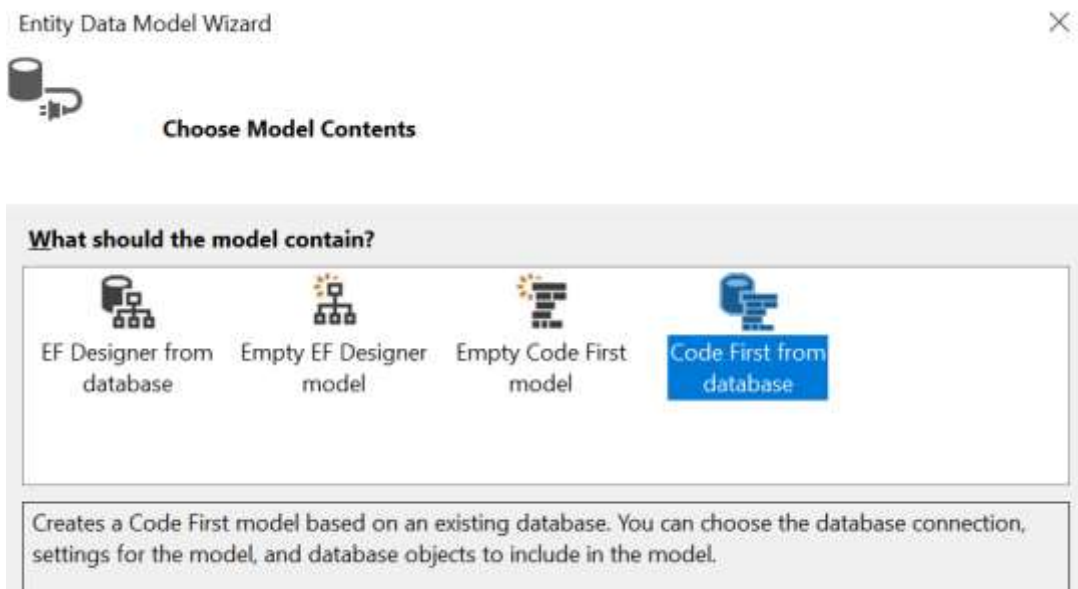 Entity Data Model Wizard
Choose Model Contents
What should the model contain?
EF Designer from
database
Empty EF Designer
model
Empty Code First
model
Code First from
database
Creates a Code First model based on an existing database. You can choose the database connection,
settings for the model, and database objects to include in the model.